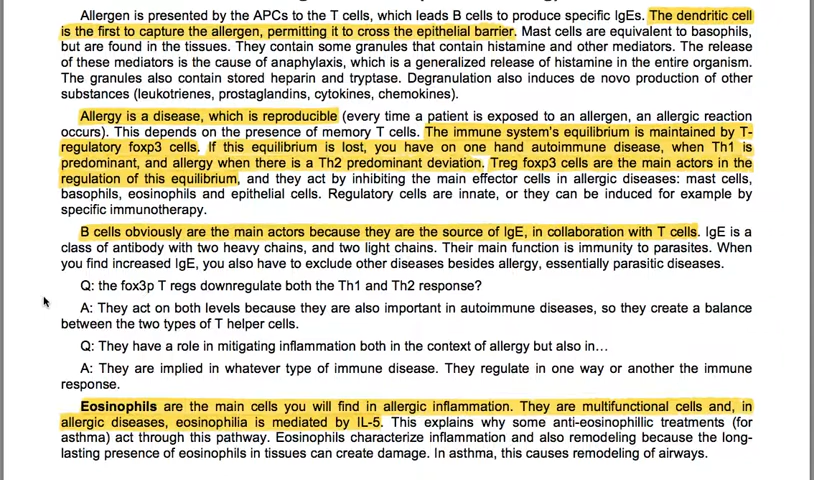 Allergen is presented by the APCs to the T cells, which leads B cells to produce specific IgEs. The dendritic cell
is the first to capture the allergen, permitting it to cross the epithelial barrier. Mast cells are equivalent to basophils,
but are found in the tissues. They contain some granules that contain histamine and other mediators. The release
of these mediators is the cause of anaphylaxis, which is a generalized release of histamine in the entire organism.
The granules also contain stored heparin and tryptase. Degranulation also induces de novo production of other
substances (leukotrienes, prostaglandins, cytokines, chemokines).
Allergy is a disease, which is reproducible (every time a patient is exposed to an allergen, an allergic reaction
occurs). This depends on the presence of memory T cells. The immune system's equilibrium is maintained by T-
regulatory foxp3 cells. If this equilibrium is lost, you have on one hand autoimmune disease, when Th1 is
predominant, and allergy when there is a Th2 predominant deviation. Treg foxp3 cells are the main actors in the
regulation of this equilibrium, and they act by inhibiting the main effector cells in allergic diseases: mast cells,
basophils, eosinophils and epithelial cells. Regulatory cells are innate, or they can be induced for example by
specific immunotherapy.
B cells obviously are the main actors because they are the source of IgE, in collaboration with T cells. IgE is a
class of antibody with two heavy chains, and two light chains. Their main function is immunity to parasites. When
you find increased IgE, you also have to exclude other diseases besides allergy, essentially parasitic diseases.
Q: the fox3p T regs downregulate both the Th1 and Th2 response?
A: They act on both levels because they are also important in autoimmune diseases, so they create a balance
between the two types of T helper cells.
Q: They have a role in mitigating inflammation both in the context of allergy but also in…
A: They are implied in whatever type of immune disease. They regulate in one way or another the immune
response.
Eosinophils are the main cells you will find in allergic inflammation. They are multifunctional cells and, in
allergic diseases, eosinophilia is mediated by IL-5. This explains why some anti-eosinophillic treatments (for
asthma) act through this pathway. Eosinophils characterize inflammation and also remodeling because the long-
lasting presence of eosinophils in tissues can create damage. In asthma, this causes remodeling of airways.